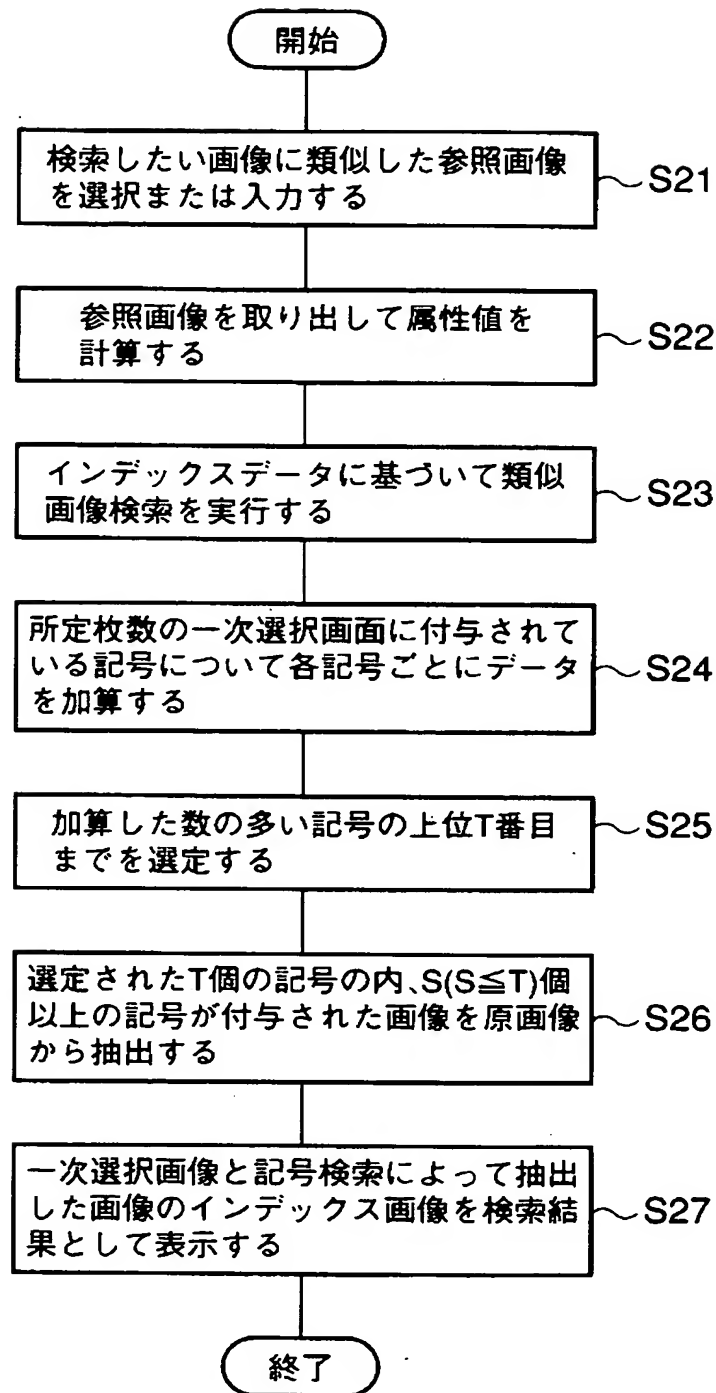 開始
検索したい画像に類似した参照画像
を選択または入力する
S21
参照画像を取り出して属性値を
計算する
S22
インデックスデータに基づいて類似
画像検索を実行する
S23
所定枚数の一次選択画面に付与されて
いる記号について各記号ごとにデータ
を加算する
S24
加算した数の多い記号の上位T番目
までを選定する
S25
選定されたT個の記号の内、S(S≦T)個
以上の記号が付与された画像を原画像
から抽出する
S26
一次選択画像と記号検索によって抽出
した画像のインデックス画像を検索結
果として表示する
S27
終了